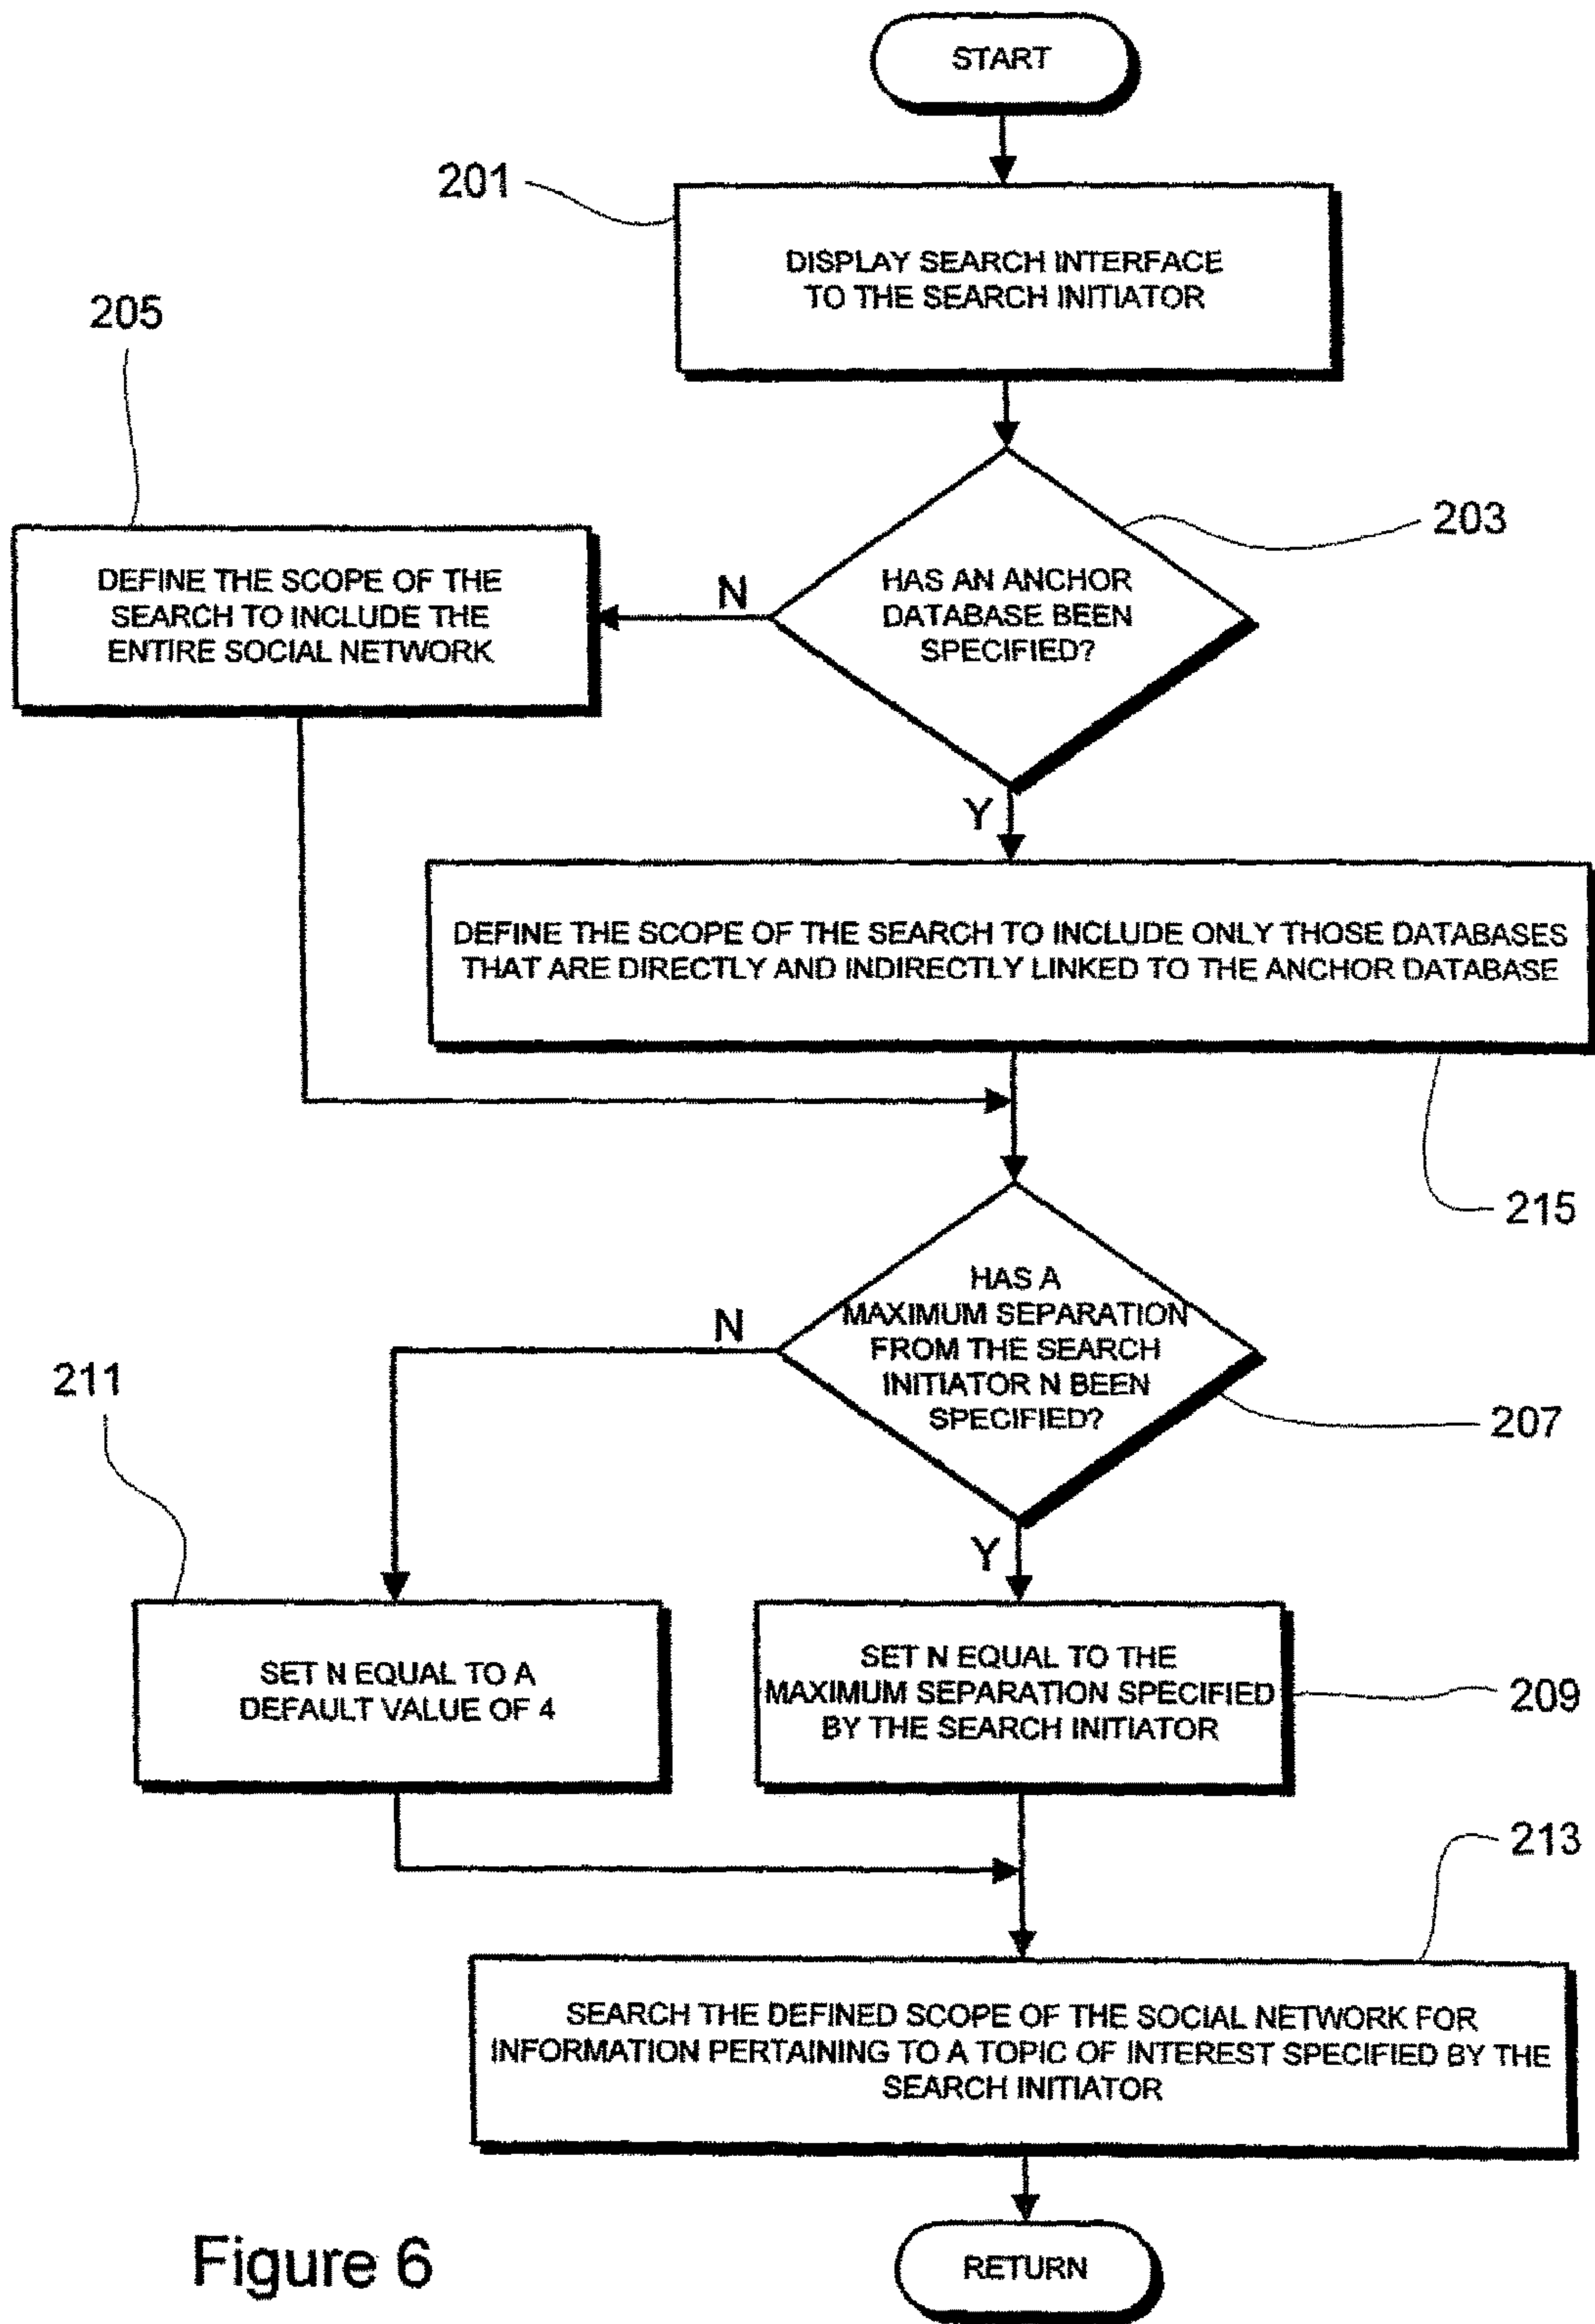 START
201
DISPLAY SEARCH INTERFACE
TO THE SEARCH INITIATOR
205
203
HAS AN ANCHOR
DATABASE BEEN
SPECIFIED?
N
DEFINE THE SCOPE OF THE
SEARCH TO INCLUDE THE
ENTIRE SOCIAL NETWORK
Y
DEFINE THE SCOPE OF THE SEARCH TO INCLUDE ONLY THOSE DATABASES
THAT ARE DIRECTLY AND INDIRECTLY LINKED TO THE ANCHOR DATABASE
215
HAS A
MAXIMUM SEPARATION
FROM THE SEARCH
INITIATOR N BEEN
SPECIFIED?
N
211
207
Y
SET N EQUAL TO A
DEFAULT VALUE OF 4
SET N EQUAL TO THE
MAXIMUM SEPARATION SPECIFIED
BY THE SEARCH INITIATOR
209
213
SEARCH THE DEFINED SCOPE OF THE SOCIAL NETWORK FOR
INFORMATION PERTAINING TO A TOPIC OF INTEREST SPECIFIED BY THE
SEARCH INITIATOR
RETURN
Figure 6